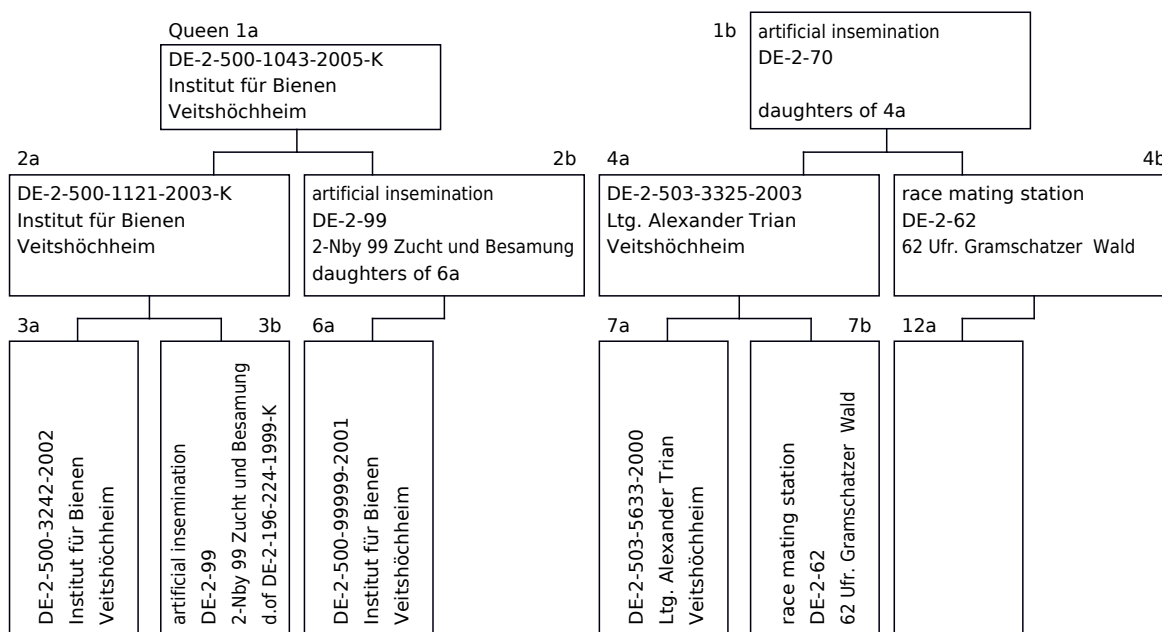 Queen 1a
DE-2-500-1043-2005-K
Institut für Bienen
Veitshöchheim
1b
artificial insemination
DE-2-70
daughters of 4a
2a
DE-2-500-1121-2003-K
Institut für Bienen
Veitshöchheim
2b
artificial insemination
DE-2-99
2-Nby 99 Zucht und Besamung
daughters of 6a
4a
DE-2-503-3325-2003
Ltg. Alexander Trian
Veitshöchheim
4b
race mating station
DE-2-62
62 Ufr. Gramschatzer  Wald
3a
DE-2-500-3242-2002
Institut für Bienen
Veitshöchheim
3b
artificial insemination
DE-2-99
2-Nby 99 Zucht und Besamung
d.of DE-2-196-224-1999-K
6a
DE-2-500-99999-2001
Institut für Bienen
Veitshöchheim
7a
DE-2-503-5633-2000
Ltg. Alexander Trian
Veitshöchheim
7b
race mating station
DE-2-62
62 Ufr. Gramschatzer  Wald
12a